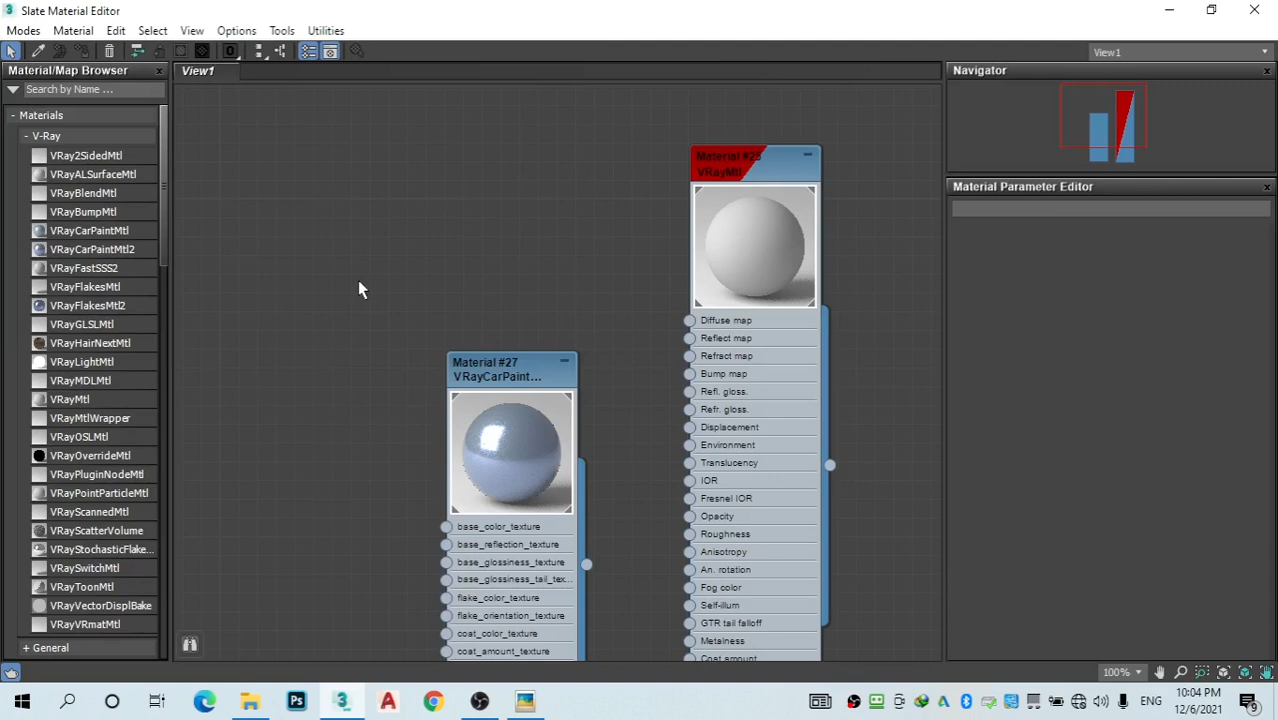 Slate Material Editor
Modes Material Edit Select View Options Tools Utilities
View1
Material/Map Browser
View1
Navigator
Search by Name ...
- Materials
- V-Ray
VRay2SidedMtl
VRayALSurfaceMtl
VRayBlendMtl
VRayBumpMtl
VRayCarPaintMtl
VRayCarPaintMtl2
VRayFastSSS2
VRayFlakesMtl
VRayFlakesMtl2
VRayGLSLMtl
VRayHairNextMtl
VRayLightMtl
VRayMDLMtl
VRayMtl
VRayMtlWrapper
VRayOSLMtl
VRayOverrideMtl
VRayPluginNodeMtl
VRayPointParticleMtl
VRayScannedMtl
VRayScatterVolume
VRayStochasticFlake...
VRaySwitchMtl
VRayToonMtl
VRayVectorDisplBake
VRayVRmatMtl
+ General
Material #27
VRayCarPaint...
base_color_texture
base_reflection_texture
base_glossiness_texture
base_glossiness_tail_tex...
flake_color_texture
flake_orientation_texture
coat_color_texture
coat_amount_texture
Material #25
VRayMtl
Diffuse map
Reflect map
Refract map
Bump map
Refl. gloss.
Refr. gloss.
Displacement
Environment
Translucency
IOR
Fresnel IOR
Opacity
Roughness
Anisotropy
An. rotation
Fog color
Self-illum
GTR tail falloff
Metalness
Coat amount
Material Parameter Editor
100%
ENG
10:04 PM
12/6/2021
9